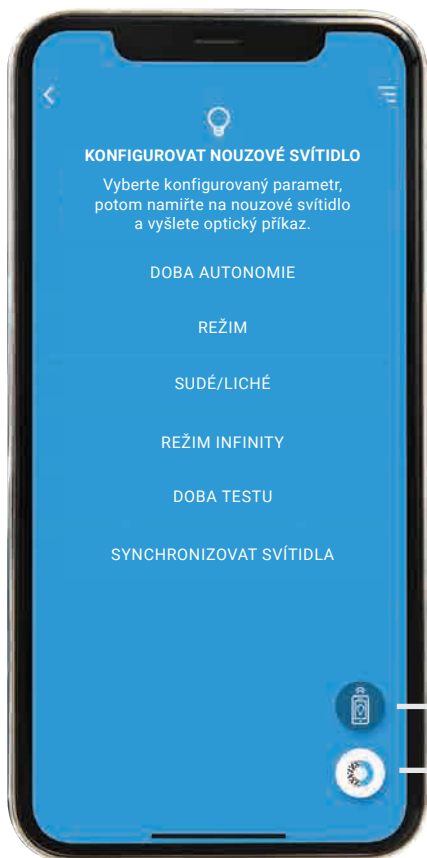 KONFIGUROVAT NOUZOVÉ SVÍTIDLO
Vyberte konfigurovaný parametr,
potom namiřte na nouzové svítidlo
a vyšlete optický příkaz.
DOBA AUTONOMIE
REŽIM
SUDÉ/LICHÉ
REŽIM INFINITY
DOBA TESTU
SYNCHRONIZOVAT SVÍTIDLA